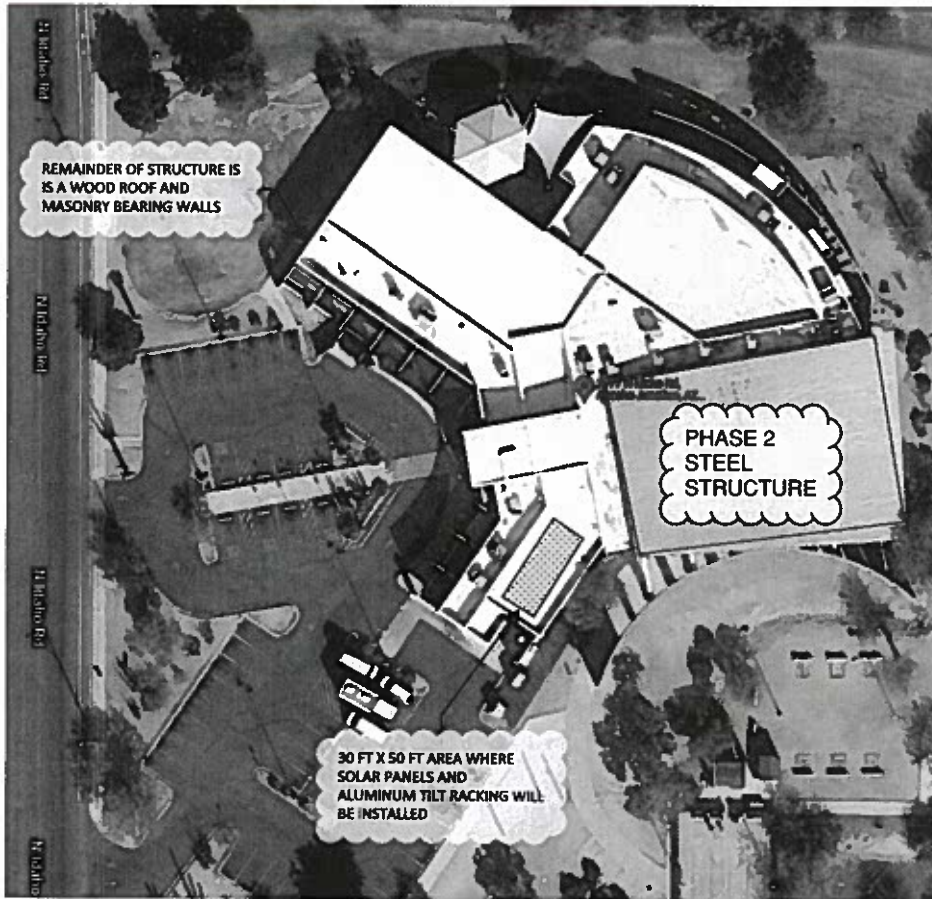 N Idaho Rd
REMAINDER OF STRUCTURE IS
IS A WOOD ROOF AND
MASONRY BEARING WALLS
N Idaho Rd
PHASE 2
STEEL
STRUCTURE
N Idaho Rd
30 FT X 50 FT AREA WHERE
SOLAR PANELS AND
ALUMINUM TILT RACKING WILL
BE INSTALLED
N Idaho